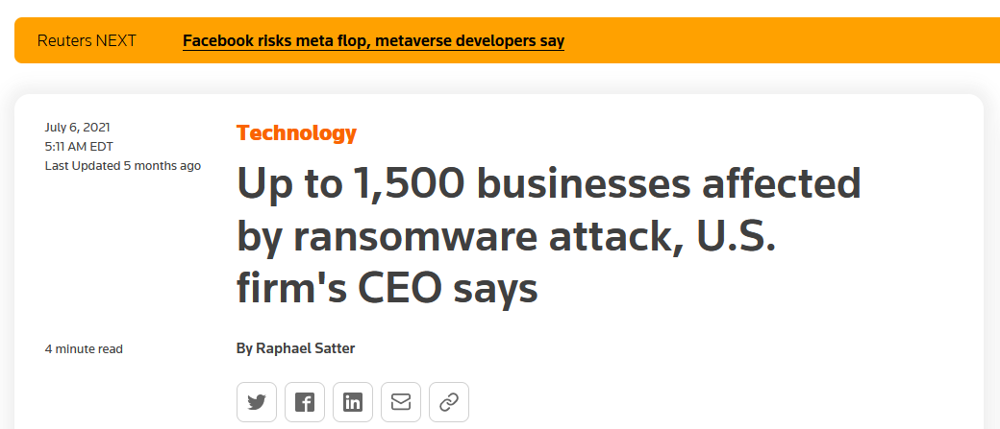 Reuters NEXT Facebook risks meta flop, metaverse developers say
July 6, 2021
5:11 AM EDT
Last Updated 5 months ago
Technology
Up to 1,500 businesses affected
by ransomware attack, U.S.
firm's CEO says
4 minute read
By Raphael Satter